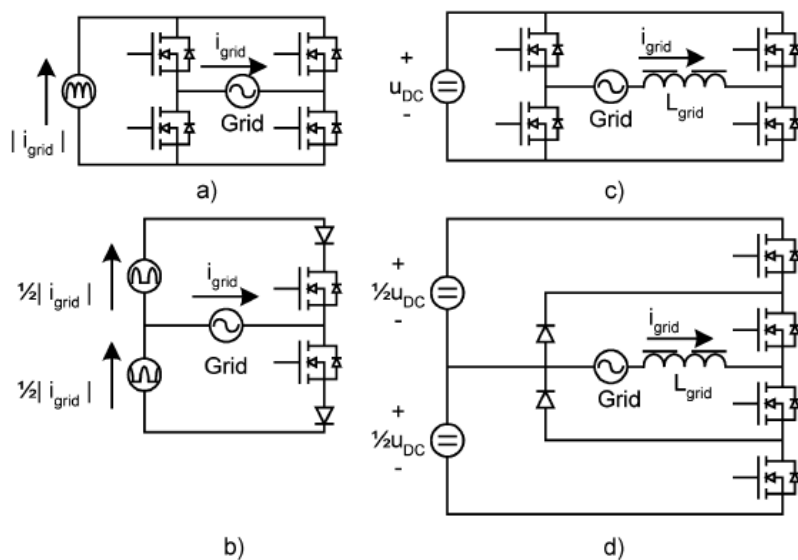 i_grid
Grid
| i_grid |
a)
+
u_DC
-
i_grid
Grid
L_grid
c)
½| i_grid |
i_grid
Grid
½| i_grid |
b)
+
½u_DC
-
i_grid
Grid
L_grid
+
½u_DC
-
d)